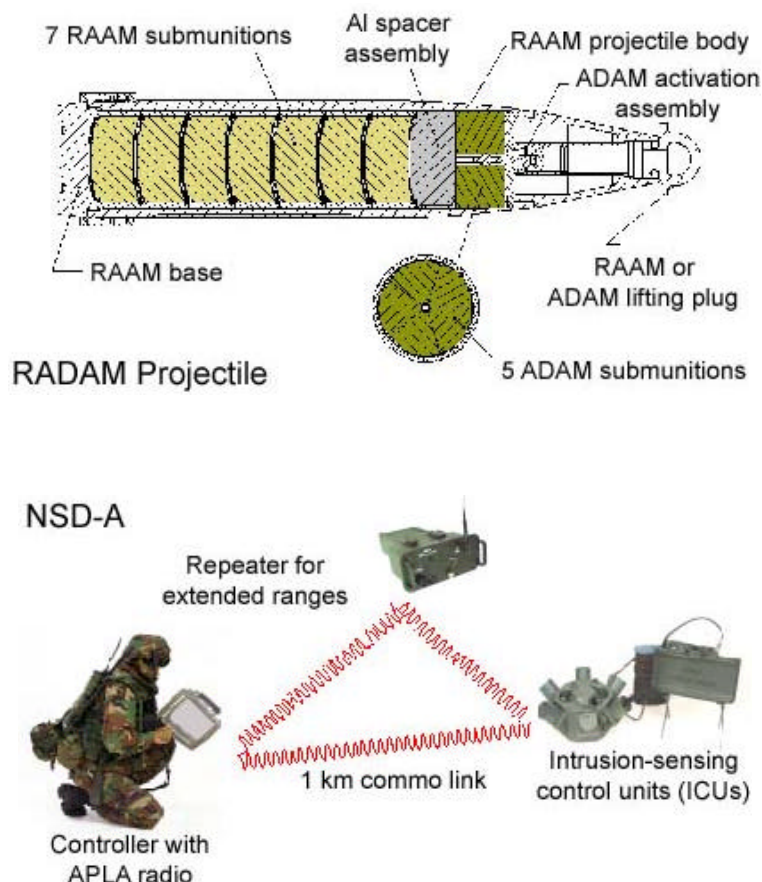 7 RAAM submunitions
Al spacer
assembly
RAAM projectile body
ADAM activation
assembly
RAAM base
RAAM or
ADAM lifting plug
5 ADAM submunitions
RADAM Projectile
NSD-A
Repeater for
extended ranges
1 km commo link
Intrusion-sensing
control units (ICUs)
Controller with
APLA radio